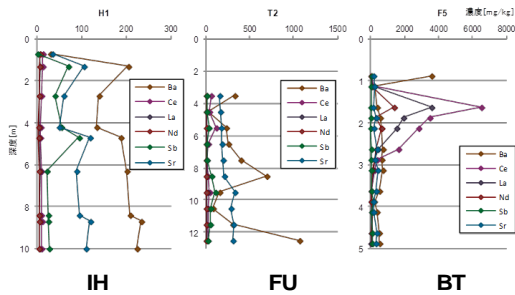 H1 T2 F5 濃度[mg/kg]
0 100 200 300
0 500 1000 1500
0 2000 4000 6000 8000
深度[m]
0
2
4
6
8
10
0
2
4
6
8
10
12
0
1
2
3
4
5
Ba
Ce
La
Nd
Sb
Sr
Ba
Ce
La
Nd
Sb
Sr
Ba
Ce
La
Nd
Sb
Sr
IH FU BT